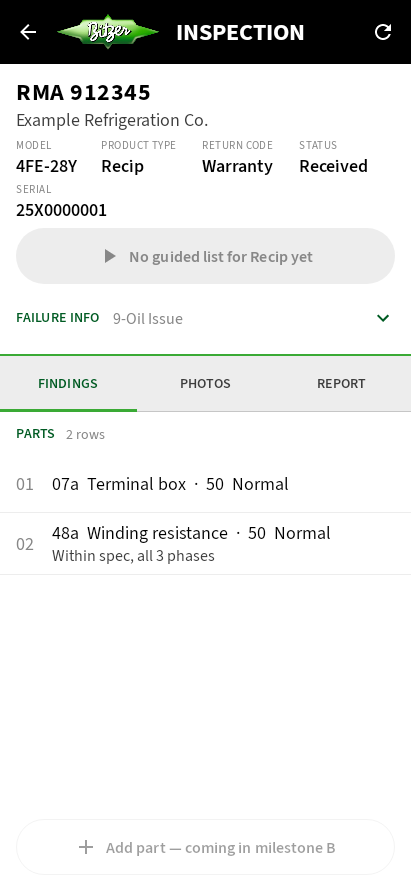 Bitzer INSPECTION
RMA 912345
Example Refrigeration Co.
MODEL PRODUCT TYPE RETURN CODE STATUS
4FE-28Y Recip Warranty Received
SERIAL
25X0000001
No guided list for Recip yet
FAILURE INFO 9-Oil Issue
FINDINGS PHOTOS REPORT
PARTS 2 rows
01 07a Terminal box · 50 Normal
02 48a Winding resistance · 50 Normal
Within spec, all 3 phases
Add part — coming in milestone B